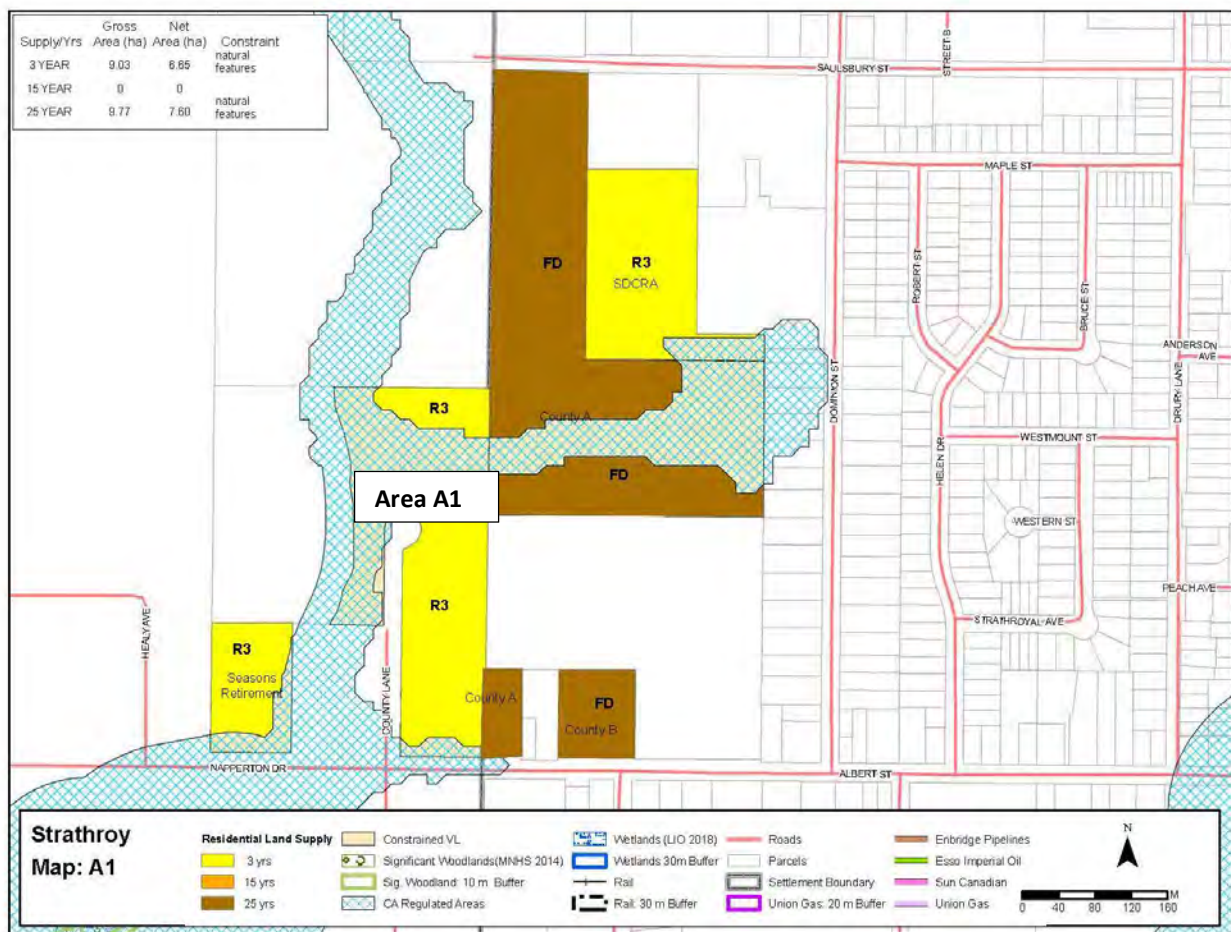 Gross Net
Supply/Yrs Area (ha) Area (ha) Constraint
3 YEAR 9.03 6.65 natural features
15 YEAR 0 0
25 YEAR 9.77 7.60 natural features
SAULSBURY ST
STREET B
MAPLE ST
FD
R3
SDCRA
ROBERT ST
BRUCE ST
ANDERSON
AVE
DOMINION ST
DRURY LANE
R3
County A
WESTMOUNT ST
HELEN DR
FD
Area A1
WESTERN ST
PEACH AVE
HEALY AVE
R3
STRATHROYAL AVE
R3
Seasons
Retirement
COUNTY LANE
County A
FD
County B
NAPPERTON DR
ALBERT ST
Strathroy
Map: A1
Residential Land Supply
3 yrs
15 yrs
25 yrs
Constrained VL
Significant Woodlands(MNHS 2014)
Sig. Woodland: 10 m Buffer
CA Regulated Areas
Wetlands (LIO 2018)
Wetlands 30m Buffer
Rail
Rail: 30 m Buffer
Roads
Parcels
Settlement Boundary
Union Gas: 20 m Buffer
Enbridge Pipelines
Esso Imperial Oil
Sun Canadian
Union Gas
N
M
0 40 80 120 160